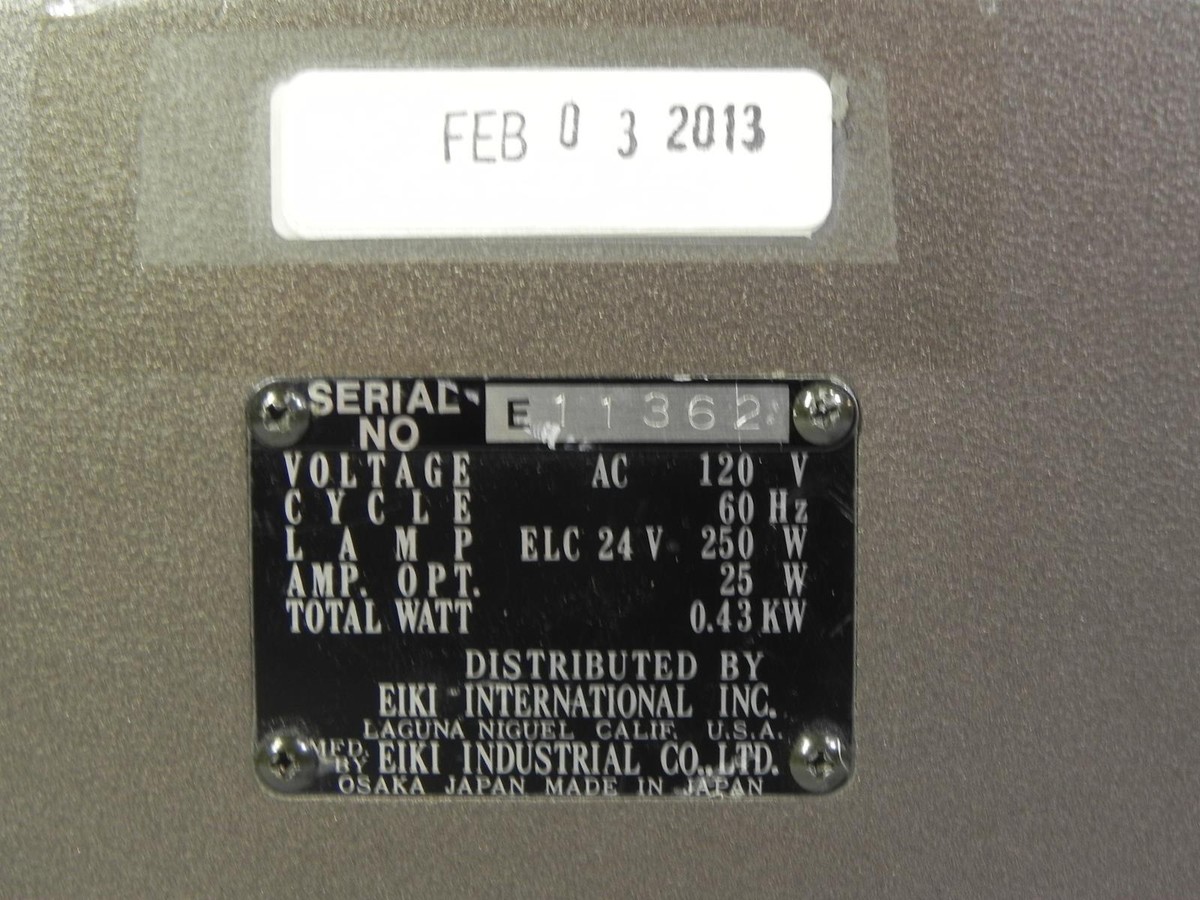 FEB 03 2013
SERIAL NO E11362
VOLTAGE AC 120 V
CYCLE 60 Hz
LAMP ELC 24 V 250 W
AMP. OPT. 25 W
TOTAL WATT 0.43 KW
DISTRIBUTED BY
EIKI INTERNATIONAL INC.
LAGUNA NIGUEL CALIF. U.S.A.
MFD. BY EIKI INDUSTRIAL CO.,LTD.
OSAKA JAPAN MADE IN JAPAN